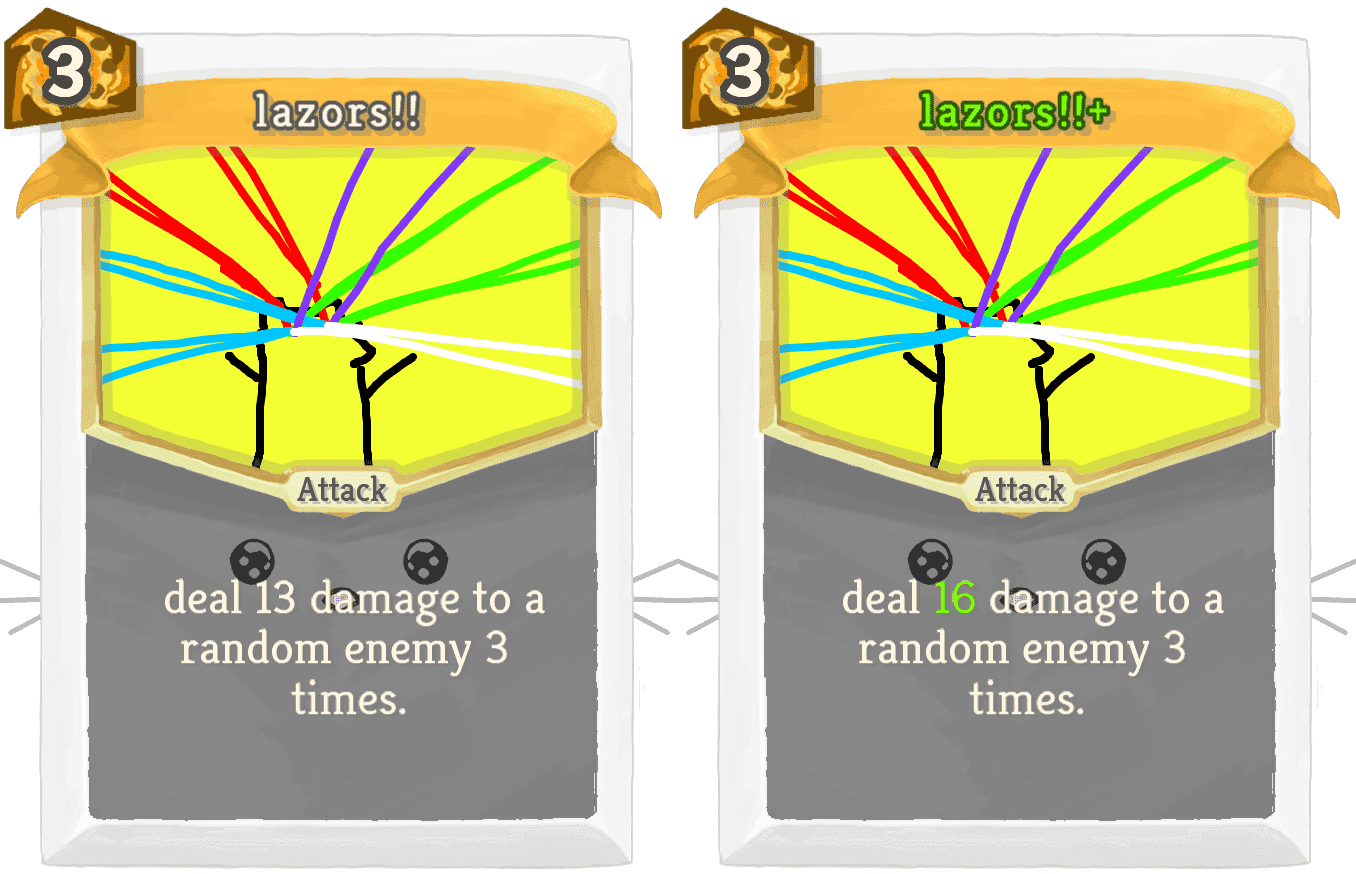 3
lazors!!
Attack
deal 13 damage to a
random enemy 3
times.
3
lazors!!+
Attack
deal 16 damage to a
random enemy 3
times.